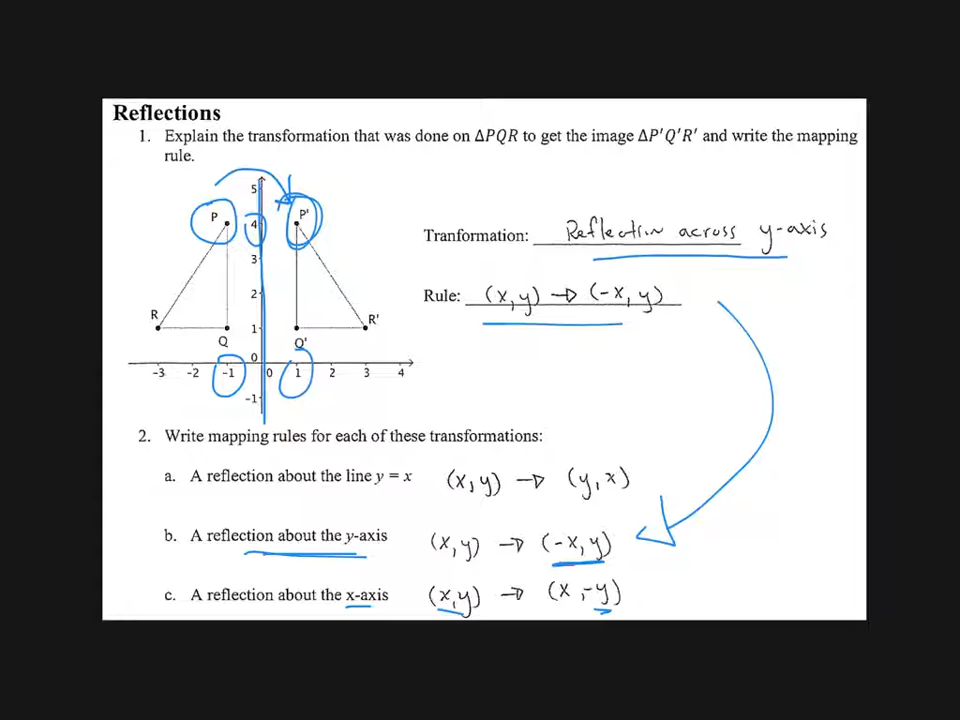 Reflections
1. Explain the transformation that was done on ΔPQR to get the image ΔP'Q'R' and write the mapping
rule.
5
P
P'
4
Tranformation: Reflection across y-axis
3
2
Rule: (x,y) → (-x,y)
R
R'
1
Q
Q'
0
-3 -2 -1 0 1 2 3 4
-1
2. Write mapping rules for each of these transformations:
a. A reflection about the line y = x (x,y) → (y,x)
b. A reflection about the y-axis (x,y) → (-x,y)
c. A reflection about the x-axis (x,y) → (x,-y)